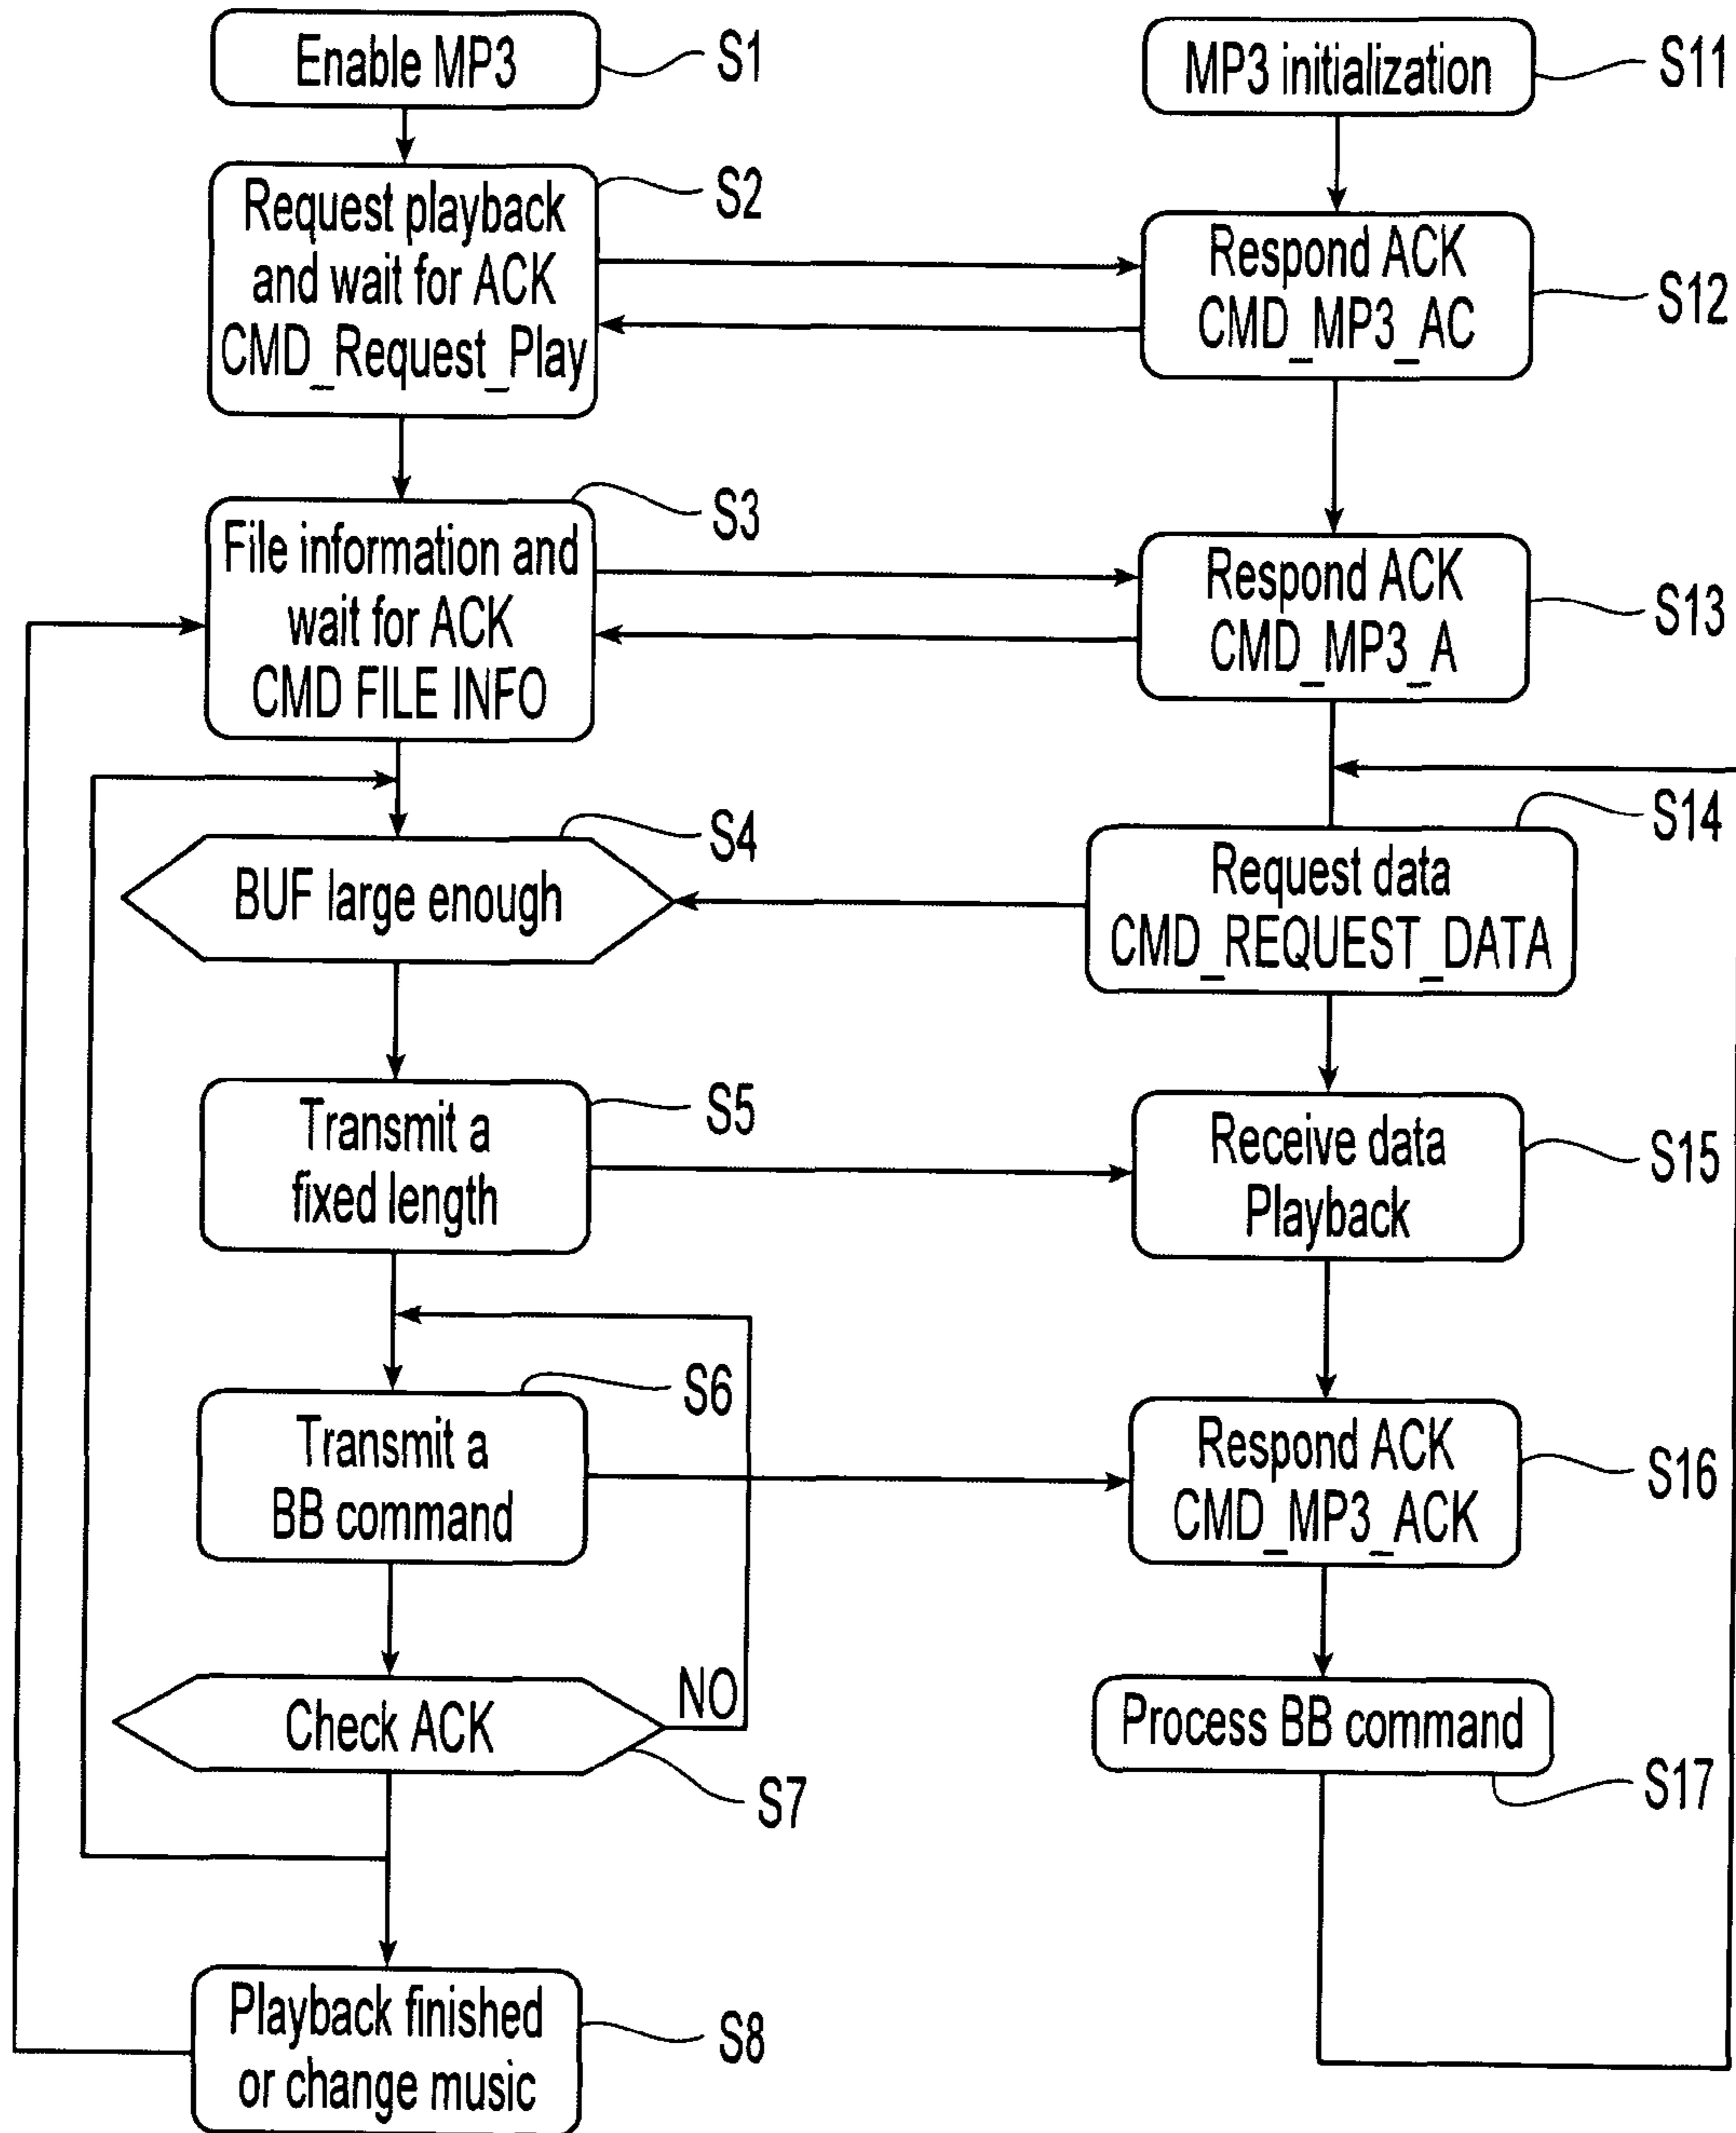 Enable MP3
S1
Request playback
and wait for ACK
CMD_Request_Play
S2
File information and
wait for ACK
CMD FILE INFO
S3
BUF large enough
S4
Transmit a
fixed length
S5
Transmit a
BB command
S6
Check ACK
NO
S7
Playback finished
or change music
S8
MP3 initialization
S11
Respond ACK
CMD_MP3_AC
S12
Respond ACK
CMD_MP3_A
S13
Request data
CMD_REQUEST_DATA
S14
Receive data
Playback
S15
Respond ACK
CMD_MP3_ACK
S16
Process BB command
S17